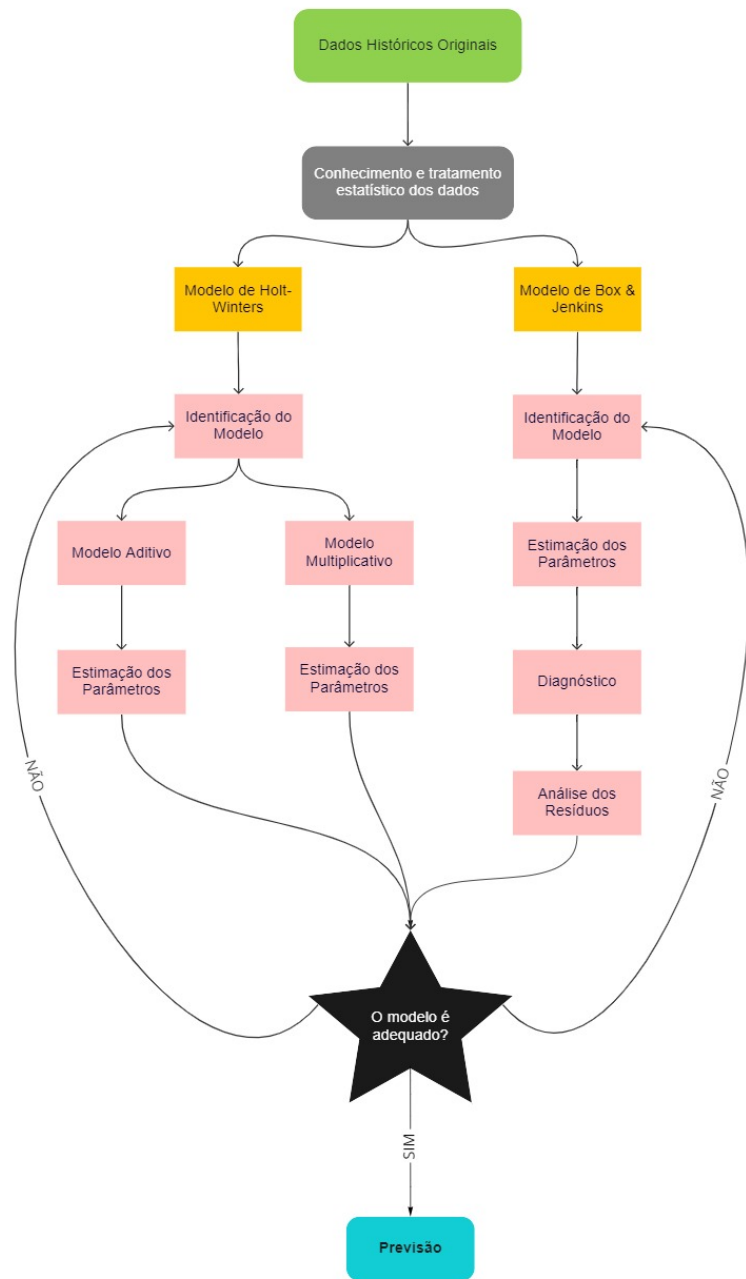 Dados Históricos Originais
Conhecimento e tratamento
estatístico dos dados
Modelo de Holt-
Winters
Modelo de Box &
Jenkins
Identificação do
Modelo
Identificação do
Modelo
Modelo Aditivo
Modelo
Multiplicativo
Estimação dos
Parâmetros
Estimação dos
Parâmetros
Estimação dos
Parâmetros
Diagnóstico
NÃO
NÃO
Análise dos
Resíduos
O modelo é
adequado?
SIM
Previsão